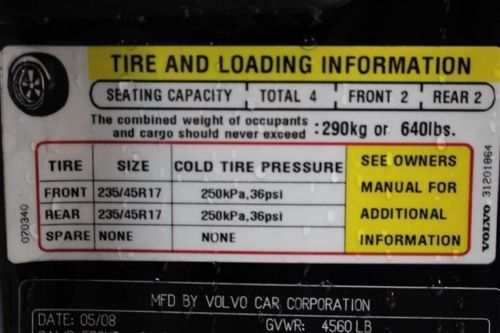 TIRE AND LOADING INFORMATION
SEATING CAPACITY TOTAL 4 FRONT 2 REAR 2
The combined weight of occupants
and cargo should never exceed :290kg or 640lbs.
TIRE SIZE COLD TIRE PRESSURE
FRONT 235/45R17 250kPa,36psi
REAR 235/45R17 250kPa,36psi
SPARE NONE NONE
SEE OWNERS
MANUAL FOR
ADDITIONAL
INFORMATION
020340
VOLVO 31201864
MFD BY VOLVO CAR CORPORATION
DATE: 05/08 GVWR: 4560 LB